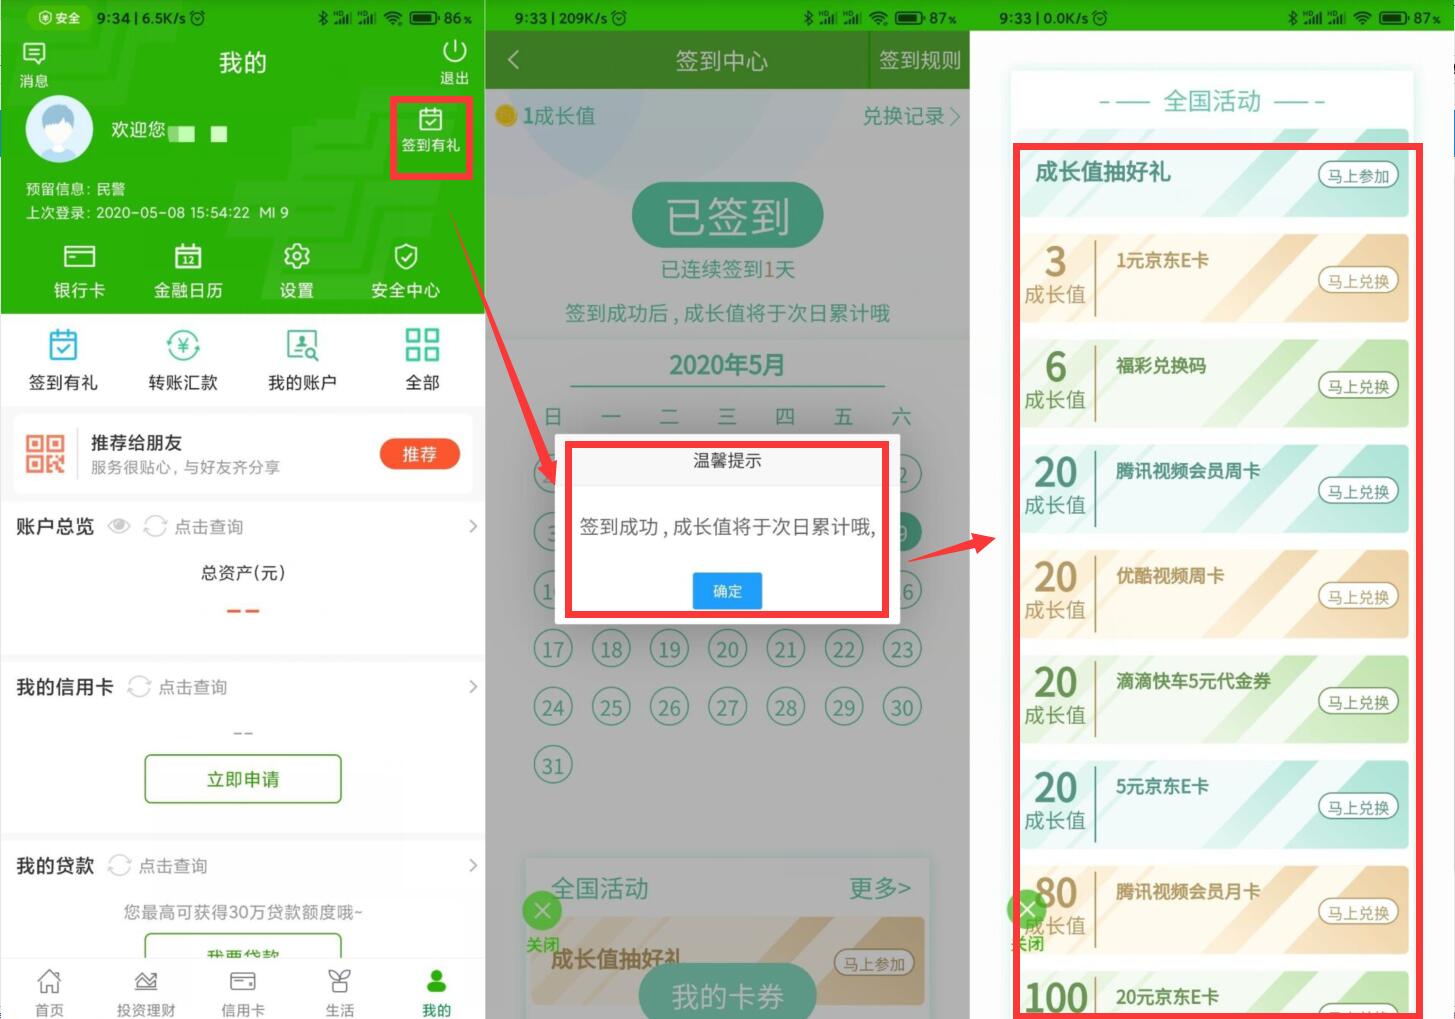 安全 9:34 | 6.5K/s HD HD 86%
消息
我的
退出
欢迎您
签到有礼
预留信息: 民警
上次登录: 2020-05-08 15:54:22 MI 9
银行卡
12
金融日历
设置
安全中心
签到有礼
转账汇款
我的账户
全部
推荐给朋友
服务很贴心, 与好友齐分享
推荐
账户总览 点击查询
总资产(元)
--
我的信用卡 点击查询
--
立即申请
我的贷款 点击查询
您最高可获得30万贷款额度哦~
我要贷款
首页
投资理财
信用卡
生活
我的
9:33 | 209K/s HD HD 87%
签到中心
签到规则
1成长值
兑换记录
已签到
已连续签到1天
签到成功后 , 成长值将于次日累计哦
2020年5月
日 一 二 三 四 五 六
2
3 9
温馨提示
签到成功 , 成长值将于次日累计哦,
确定
17 18 19 20 21 22 23
24 25 26 27 28 29 30
31
全国活动
更多>
关闭
成长值抽好礼
马上参加
我的卡券
9:33 | 0.0K/s HD HD 87%
全国活动
成长值抽好礼
马上参加
3
成长值
1元京东E卡
马上兑换
6
成长值
福彩兑换码
马上兑换
20
成长值
腾讯视频会员周卡
马上兑换
20
成长值
优酷视频周卡
马上兑换
20
成长值
滴滴快车5元代金券
马上兑换
20
成长值
5元京东E卡
马上兑换
80
成长值
腾讯视频会员月卡
马上兑换
关闭
100
20元京东E卡
马上兑换